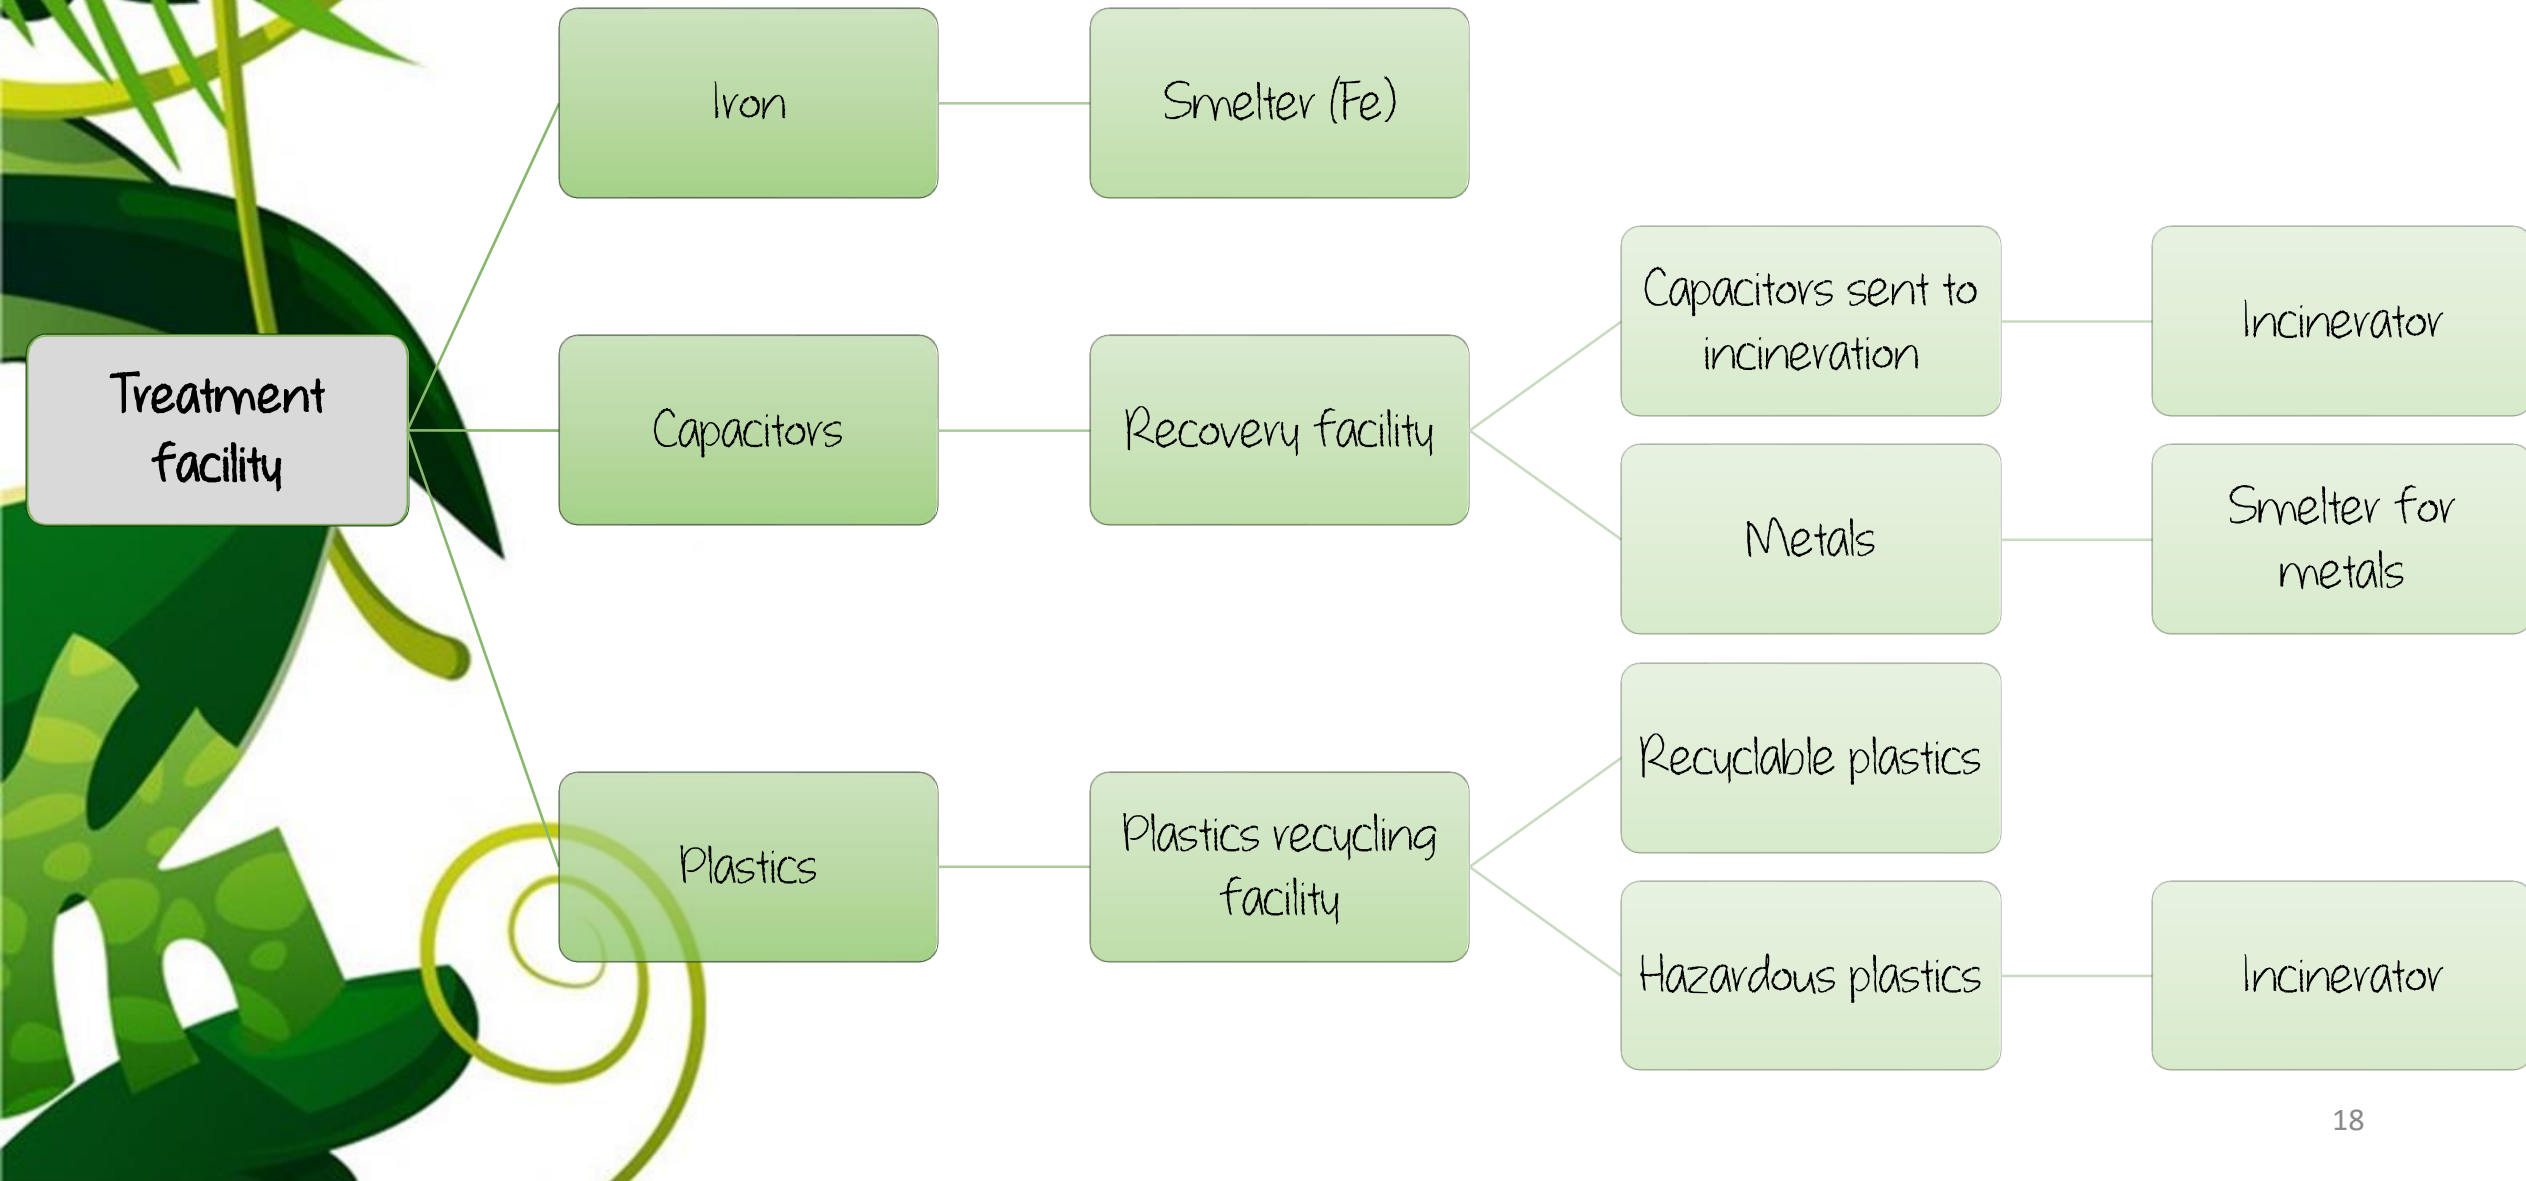 Iron
Smelter (Fe)
Capacitors sent to
incineration
Incinerator
Treatment
facility
Capacitors
Recovery facility
Metals
Smelter for
metals
Recyclable plastics
Plastics
Plastics recycling
facility
Hazardous plastics
Incinerator
18